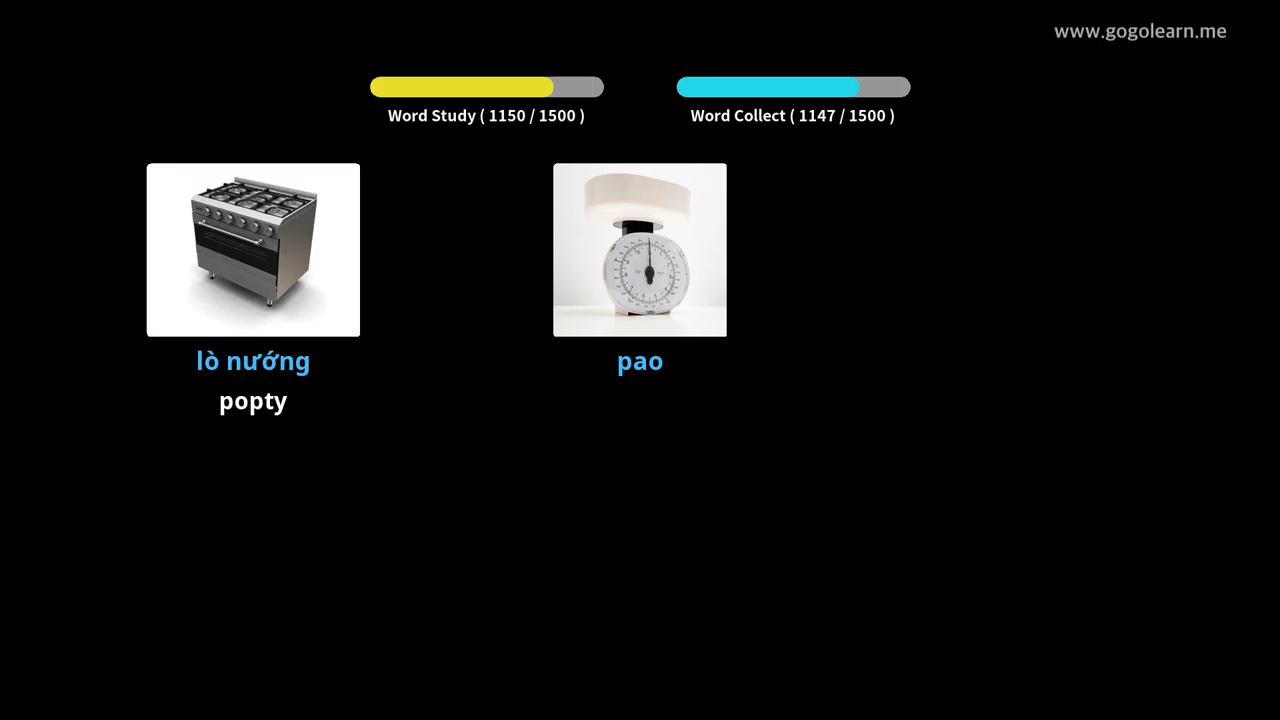 www.gogolearn.me
Word Study ( 1150 / 1500 )
Word Collect ( 1147 / 1500 )
lò nướng
pao
popty